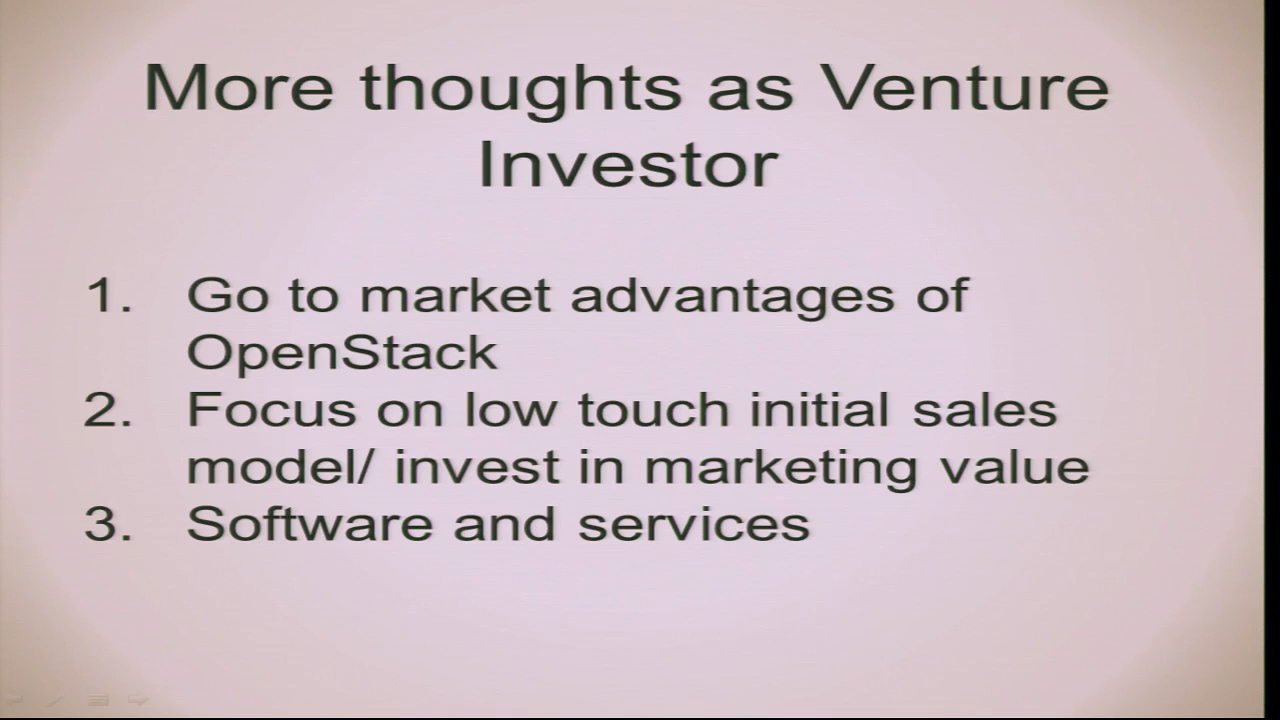 More thoughts as Venture
Investor
1. Go to market advantages of
OpenStack
2. Focus on low touch initial sales
model/ invest in marketing value
3. Software and services